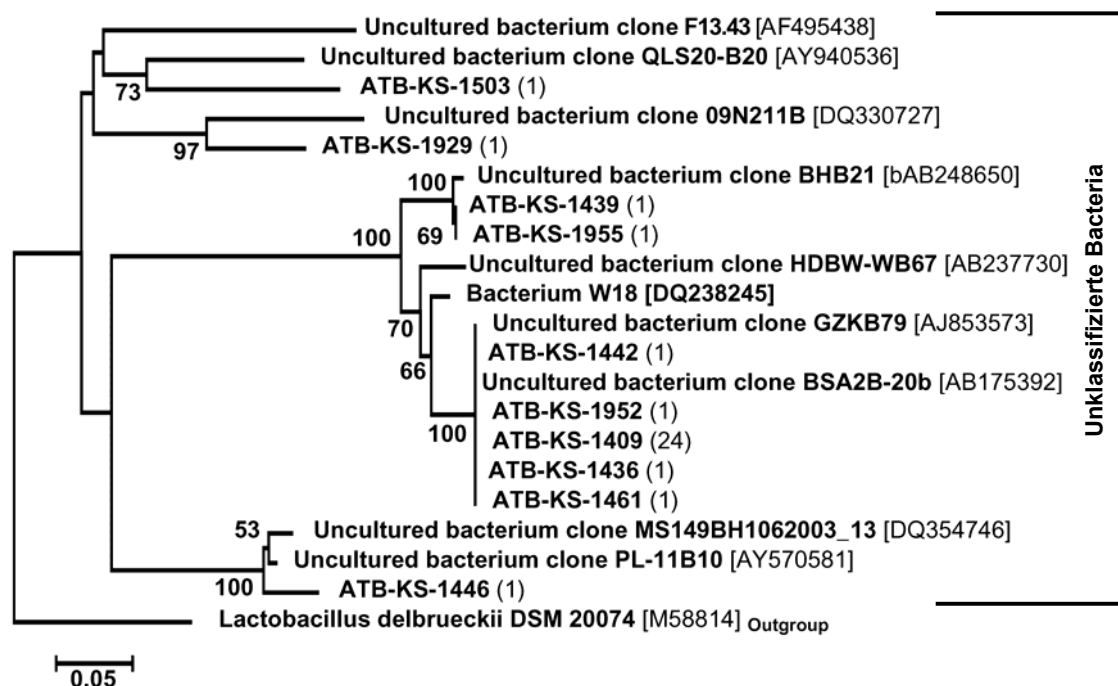 Uncultured bacterium clone F13.43 [AF495438]
Uncultured bacterium clone QLS20-B20 [AY940536]
73
ATB-KS-1503 (1)
Uncultured bacterium clone 09N211B [DQ330727]
97
ATB-KS-1929 (1)
100
Uncultured bacterium clone BHB21 [bAB248650]
ATB-KS-1439 (1)
100
69
ATB-KS-1955 (1)
Uncultured bacterium clone HDBW-WB67 [AB237730]
Bacterium W18 [DQ238245]
70
Uncultured bacterium clone GZKB79 [AJ853573]
ATB-KS-1442 (1)
66
Uncultured bacterium clone BSA2B-20b [AB175392]
ATB-KS-1952 (1)
100
ATB-KS-1409 (24)
ATB-KS-1436 (1)
ATB-KS-1461 (1)
53
Uncultured bacterium clone MS149BH1062003_13 [DQ354746]
Uncultured bacterium clone PL-11B10 [AY570581]
100
ATB-KS-1446 (1)
Lactobacillus delbrueckii DSM 20074 [M58814] Outgroup
0.05
Unklassifizierte Bacteria